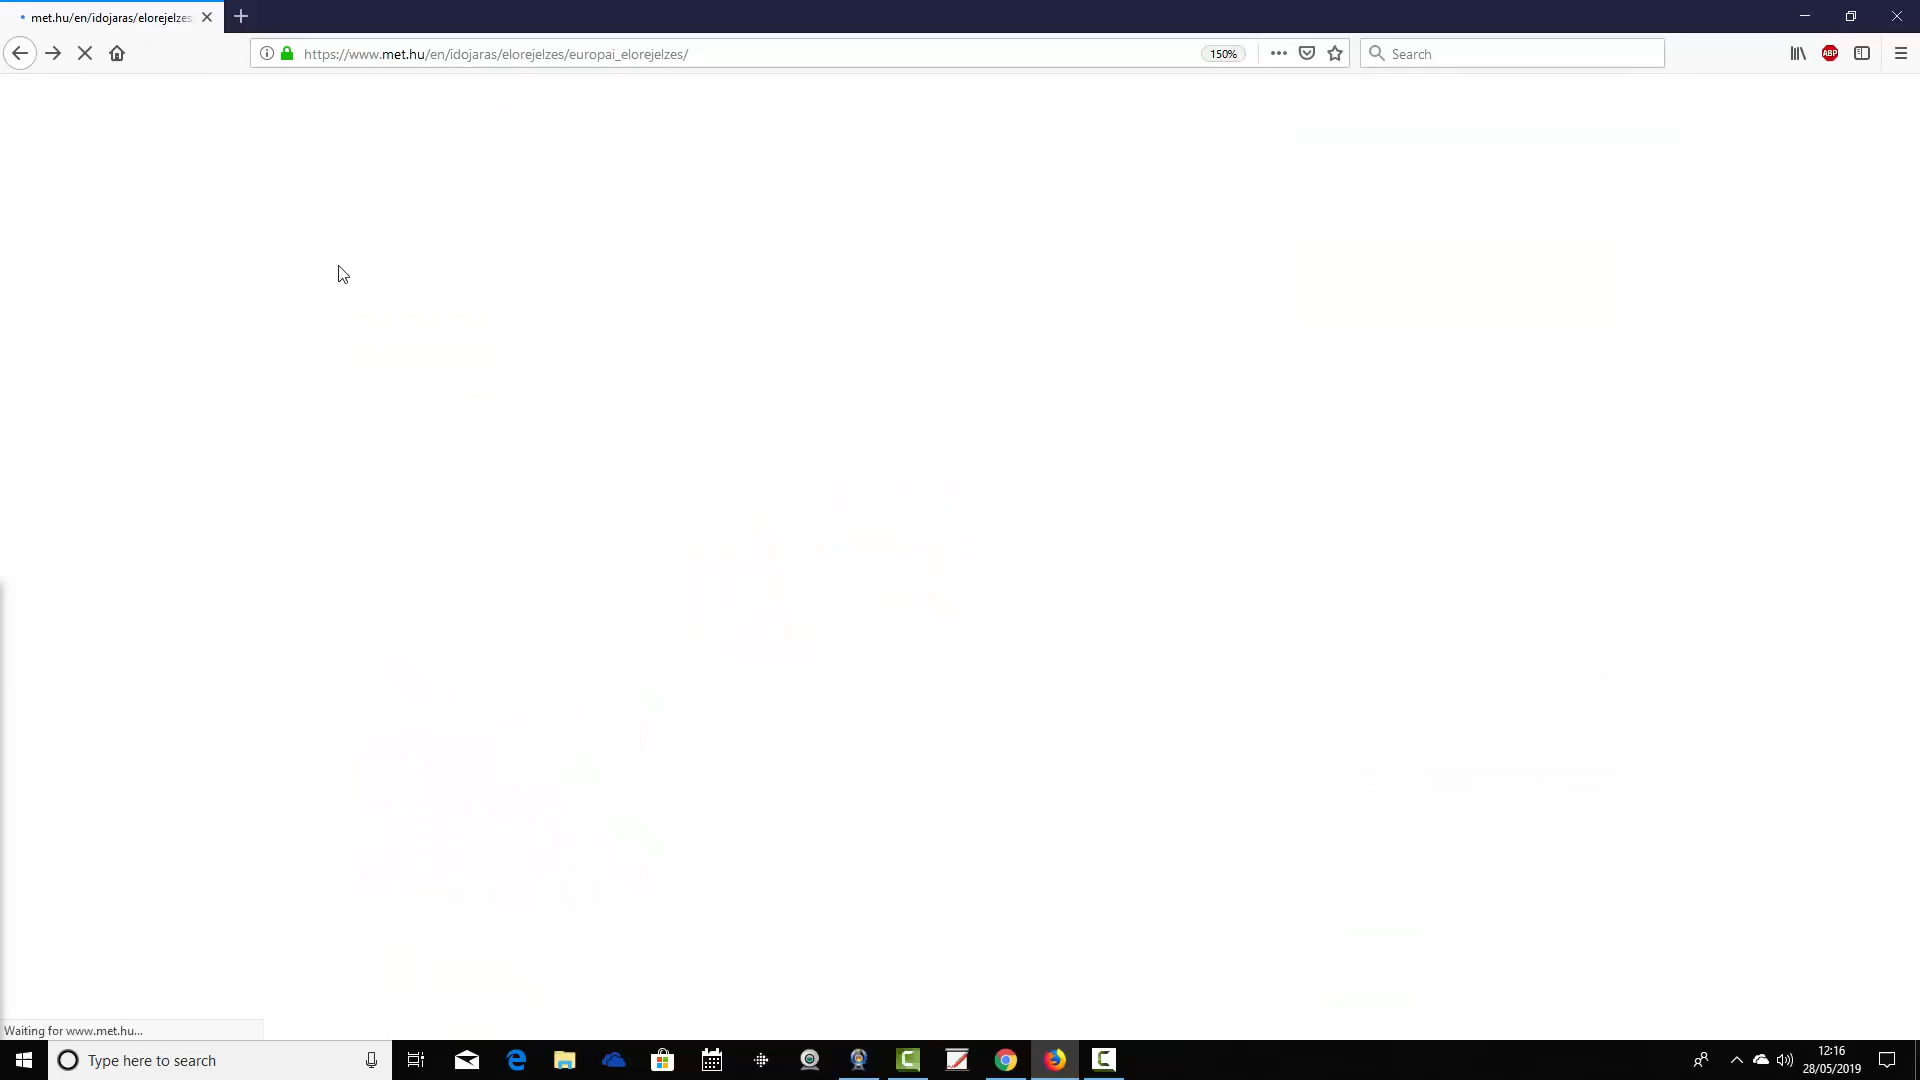 met.hu/en/idojaras/elorejelzes
https://www.met.hu/en/idojaras/elorejelzes/europai_elorejelzes/
150%
Search
ABP
Waiting for www.met.hu...
Type here to search
12:16
28/05/2019